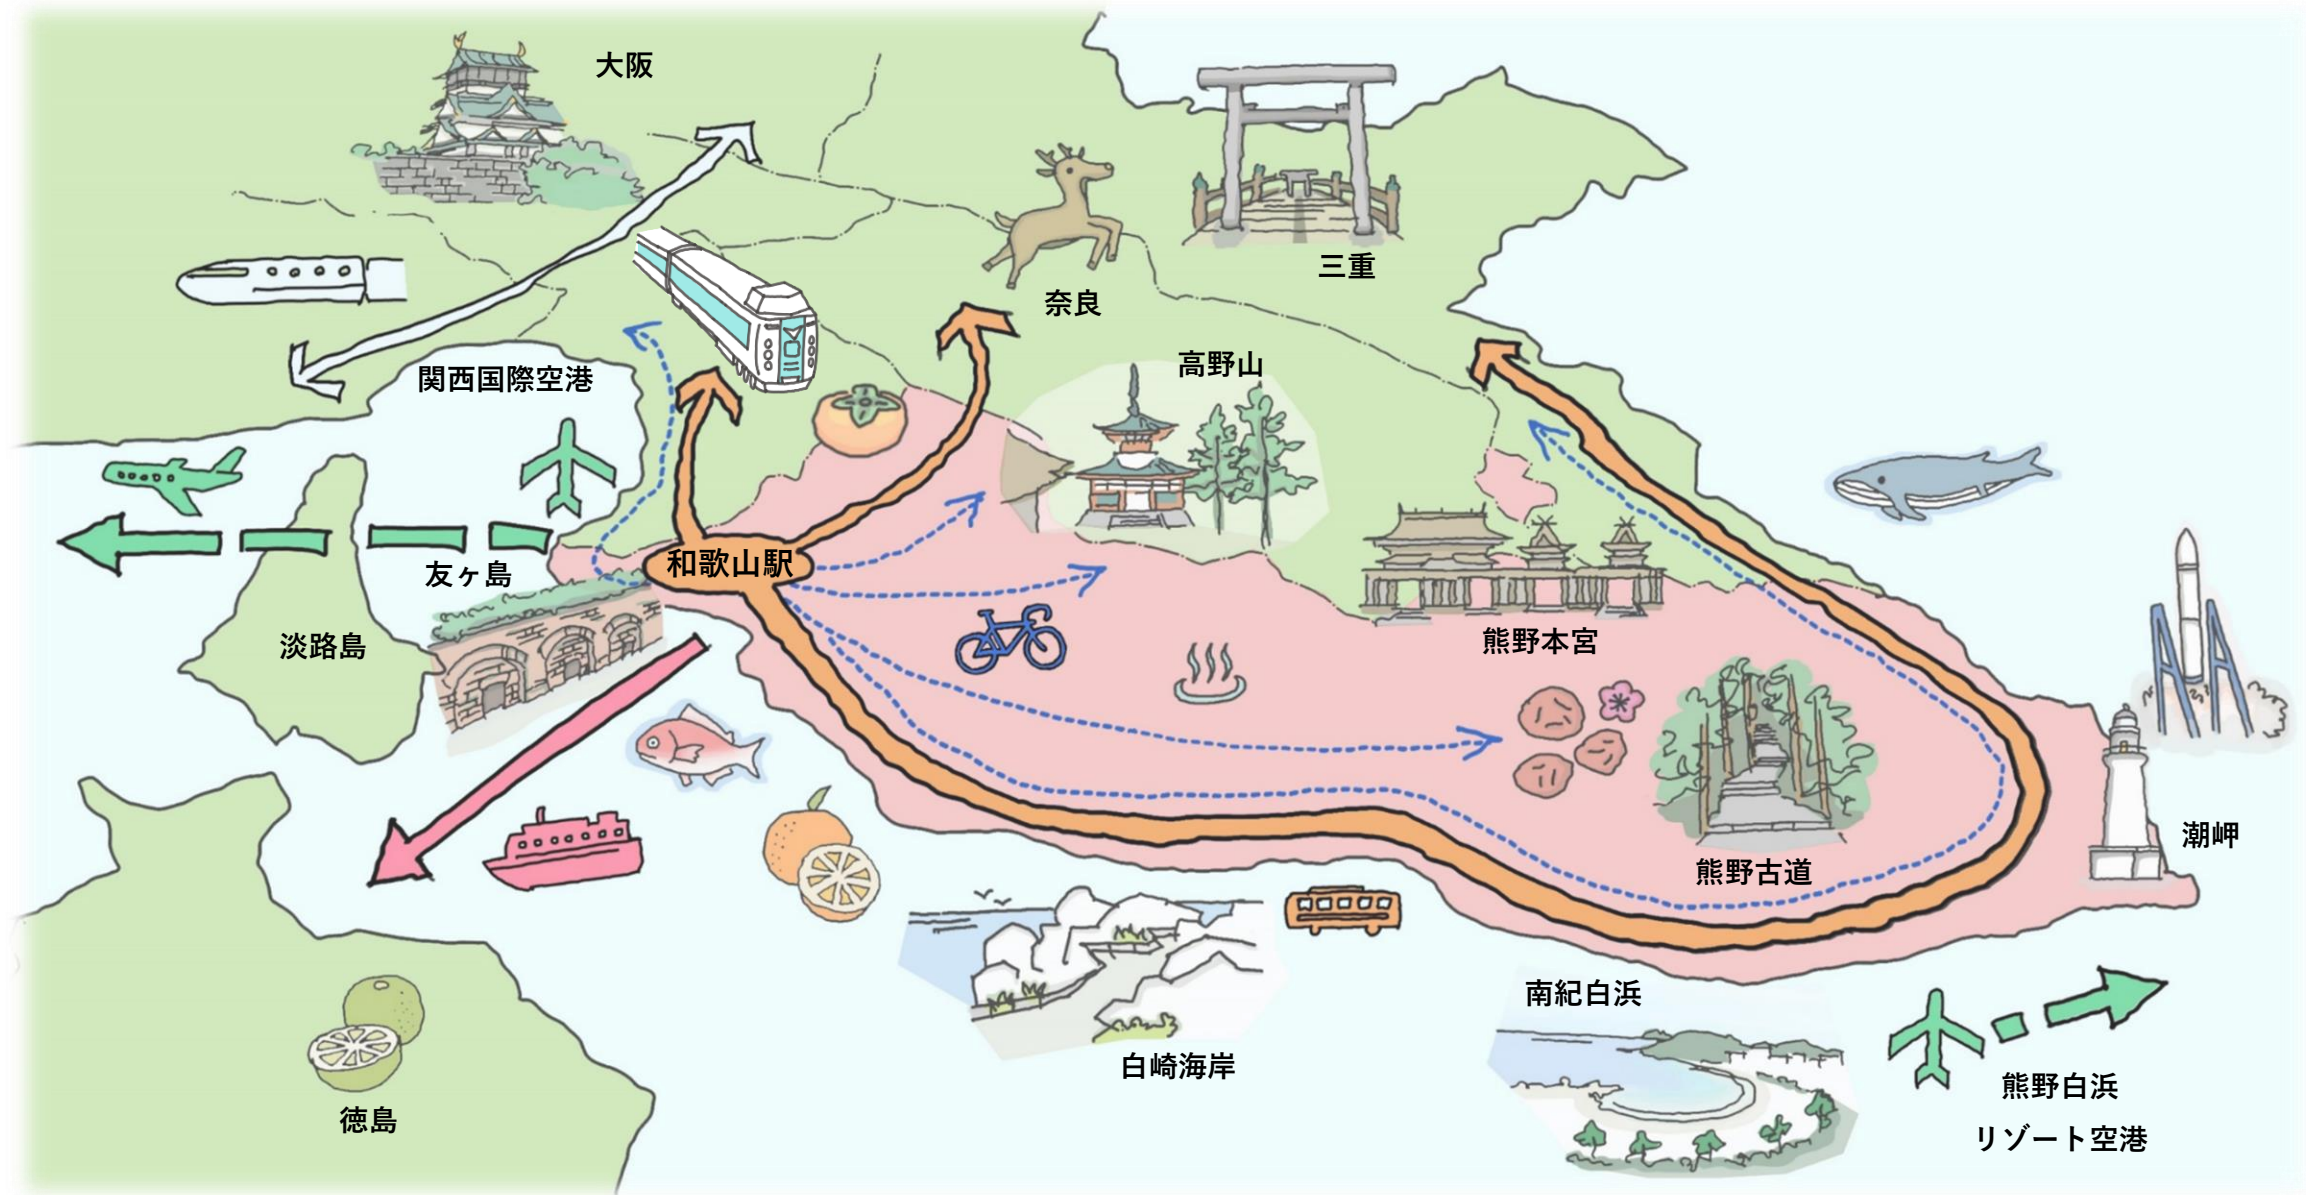 大阪
三重
奈良
高野山
関西国際空港
和歌山駅
友ヶ島
淡路島
熊野本宮
熊野古道
潮岬
南紀白浜
白崎海岸
熊野白浜
リゾート空港
徳島